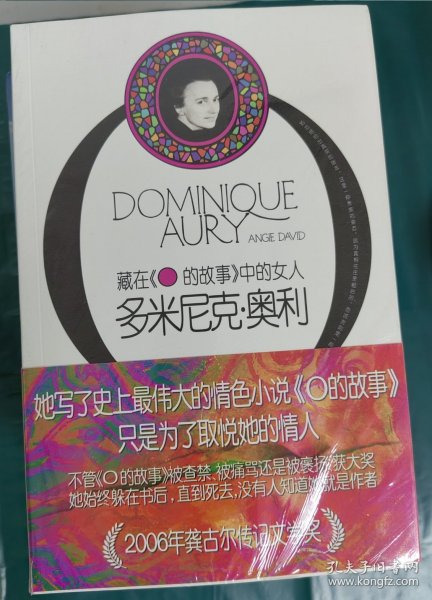 DOMINIQUE
AURY
ANGIE DAVID
藏在《O的故事》中的女人
多米尼克·奥利
她写了史上最伟大的情色小说《O的故事》
只是为了取悦她的情人
不管《O的故事》被查禁、被痛骂还是被褒扬、获大奖
她始终躲在书后，直到死去，没有人知道她就是作者
2006年龚古尔传记文学奖
孔夫子旧书网
www.kongfz.com